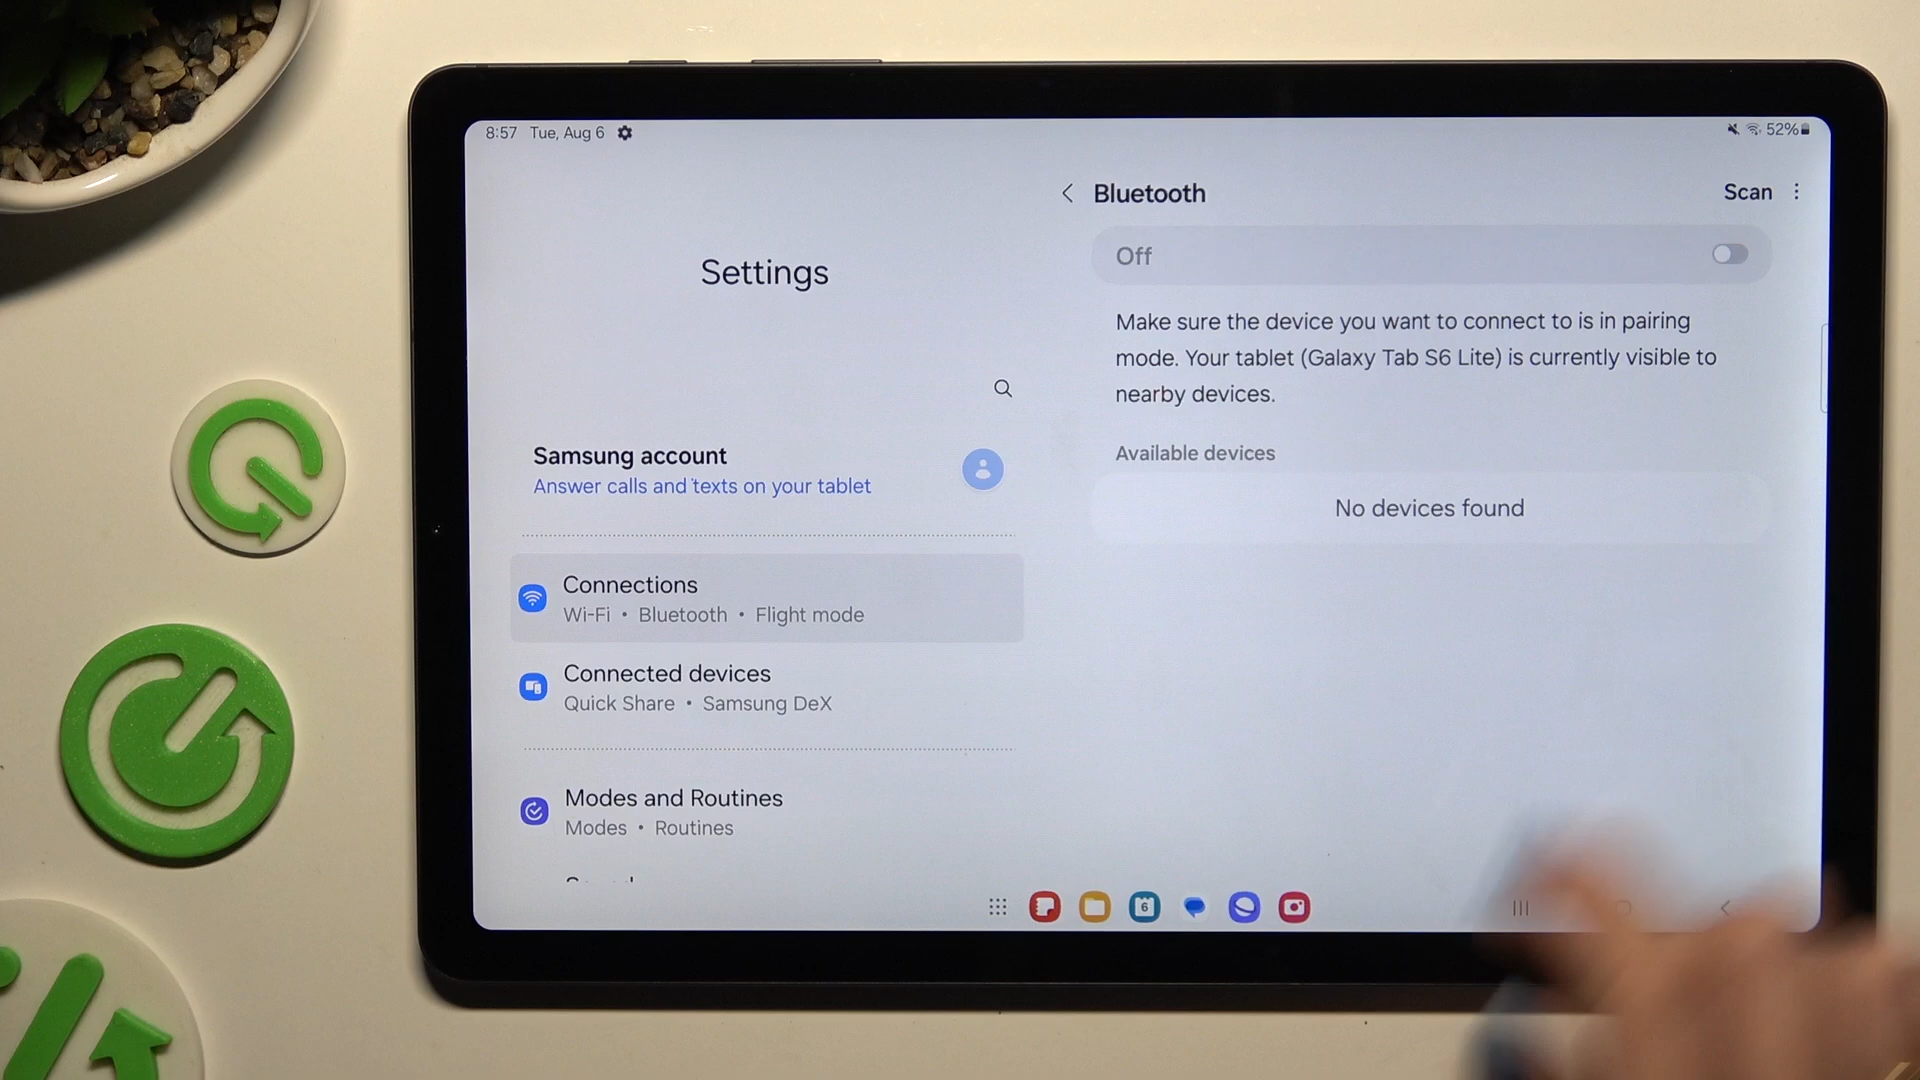 8:57 Tue, Aug 6
52%
Settings
Samsung account
Answer calls and texts on your tablet
Connections
Wi-Fi • Bluetooth • Flight mode
Connected devices
Quick Share • Samsung DeX
Modes and Routines
Modes • Routines
Bluetooth
Scan
Off
Make sure the device you want to connect to is in pairing
mode. Your tablet (Galaxy Tab S6 Lite) is currently visible to
nearby devices.
Available devices
No devices found
6